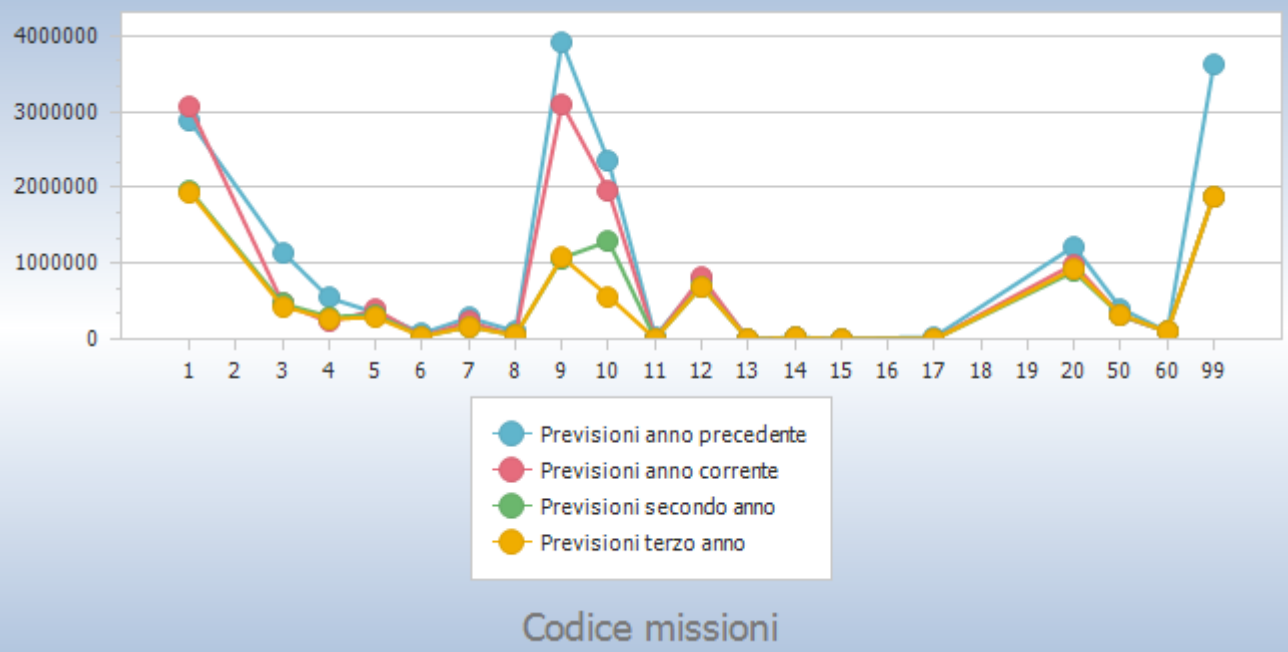 4000000
3000000
2000000
1000000
0
1 2 3 4 5 6 7 8 9 10 11 12 13 14 15 16 17 18 19 20 50 60 99
Previsioni anno precedente
Previsioni anno corrente
Previsioni secondo anno
Previsioni terzo anno
Codice missioni